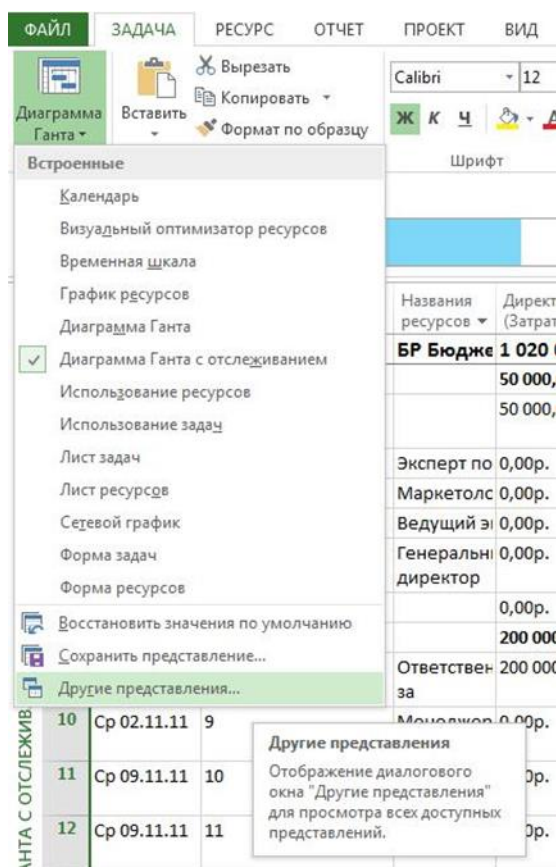 ФАЙЛ ЗАДАЧА РЕСУРС ОТЧЕТ ПРОЕКТ ВИД
Вырезать
Calibri 12
Копировать
Диаграмма Ганта
Вставить
Формат по образцу
Ж К Ч
Шрифт
Встроенные
Календарь
Визуальный оптимизатор ресурсов
Временная шкала
График ресурсов
Диаграмма Ганта
Диаграмма Ганта с отслеживанием
Использование ресурсов
Использование задач
Лист задач
Лист ресурсов
Сетевой график
Форма задач
Форма ресурсов
Восстановить значения по умолчанию
Сохранить представление...
Другие представления...
Названия ресурсов
Директ
(Затрат
БР Бюдже 1 020
50 000,
50 000,
Эксперт по 0,00р.
Маркетолс 0,00р.
Ведущий 0,00р.
Генеральн 0,00р.
директор
0,00р.
200 000
Ответствен 200 000
за
10 Ср 02.11.11 9
0,00р.
11 Ср 09.11.11 10
12 Ср 09.11.11 11
Другие представления
Отображение диалогового
окна "Другие представления"
для просмотра всех доступных
представлений.
АНТА С ОТСЛЕЖИВ